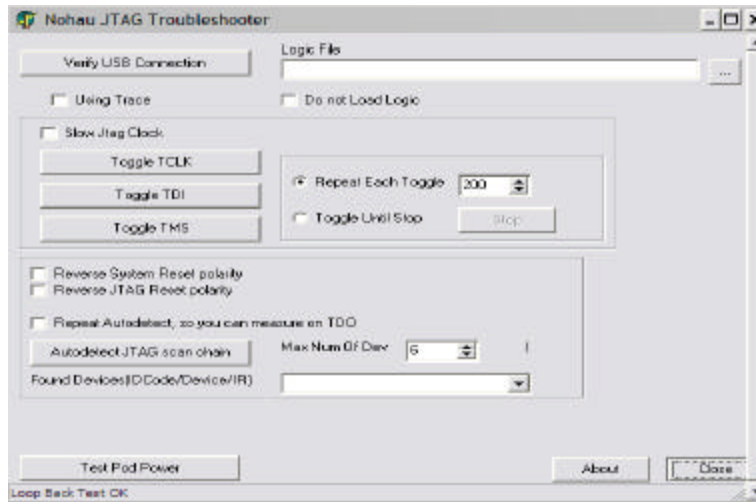 Nohau JTAG Troubleshooter
Verify USB Connection
Logic File
...
Using Trace
Do not Load Logic
Slow Jtag Clock
Toggle TCLK
Toggle TDI
Toggle TMS
Repeat Each Toggle 200
Toggle Until Stop
Stop
Reverse System Reset polarity
Reverse JTAG Reset polarity
Repeat Autodetect, so you can measure on TDO
Autodetect JTAG scan chain
Max Num Of Dev 6
Found Devices(IDCode/Device/IR)
Test Pod Power
About
Close
Loop Back Test OK